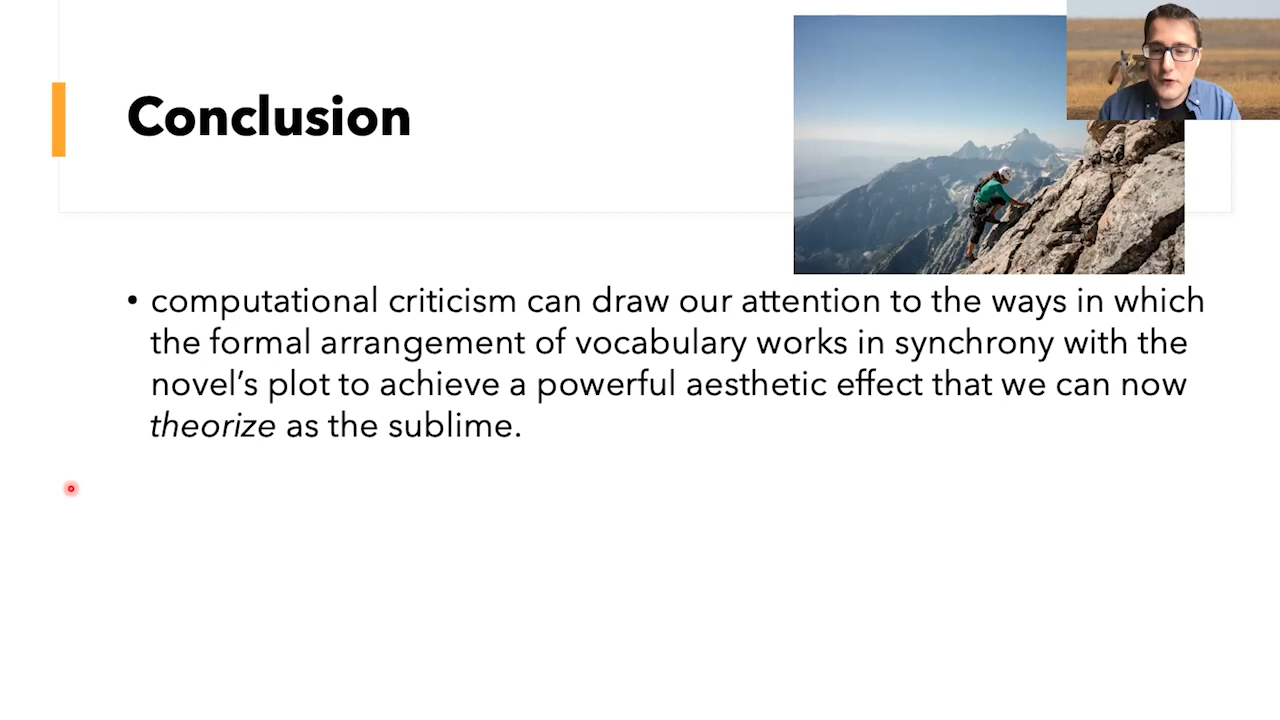 Conclusion
• computational criticism can draw our attention to the ways in which
the formal arrangement of vocabulary works in synchrony with the
novel’s plot to achieve a powerful aesthetic effect that we can now
theorize as the sublime.